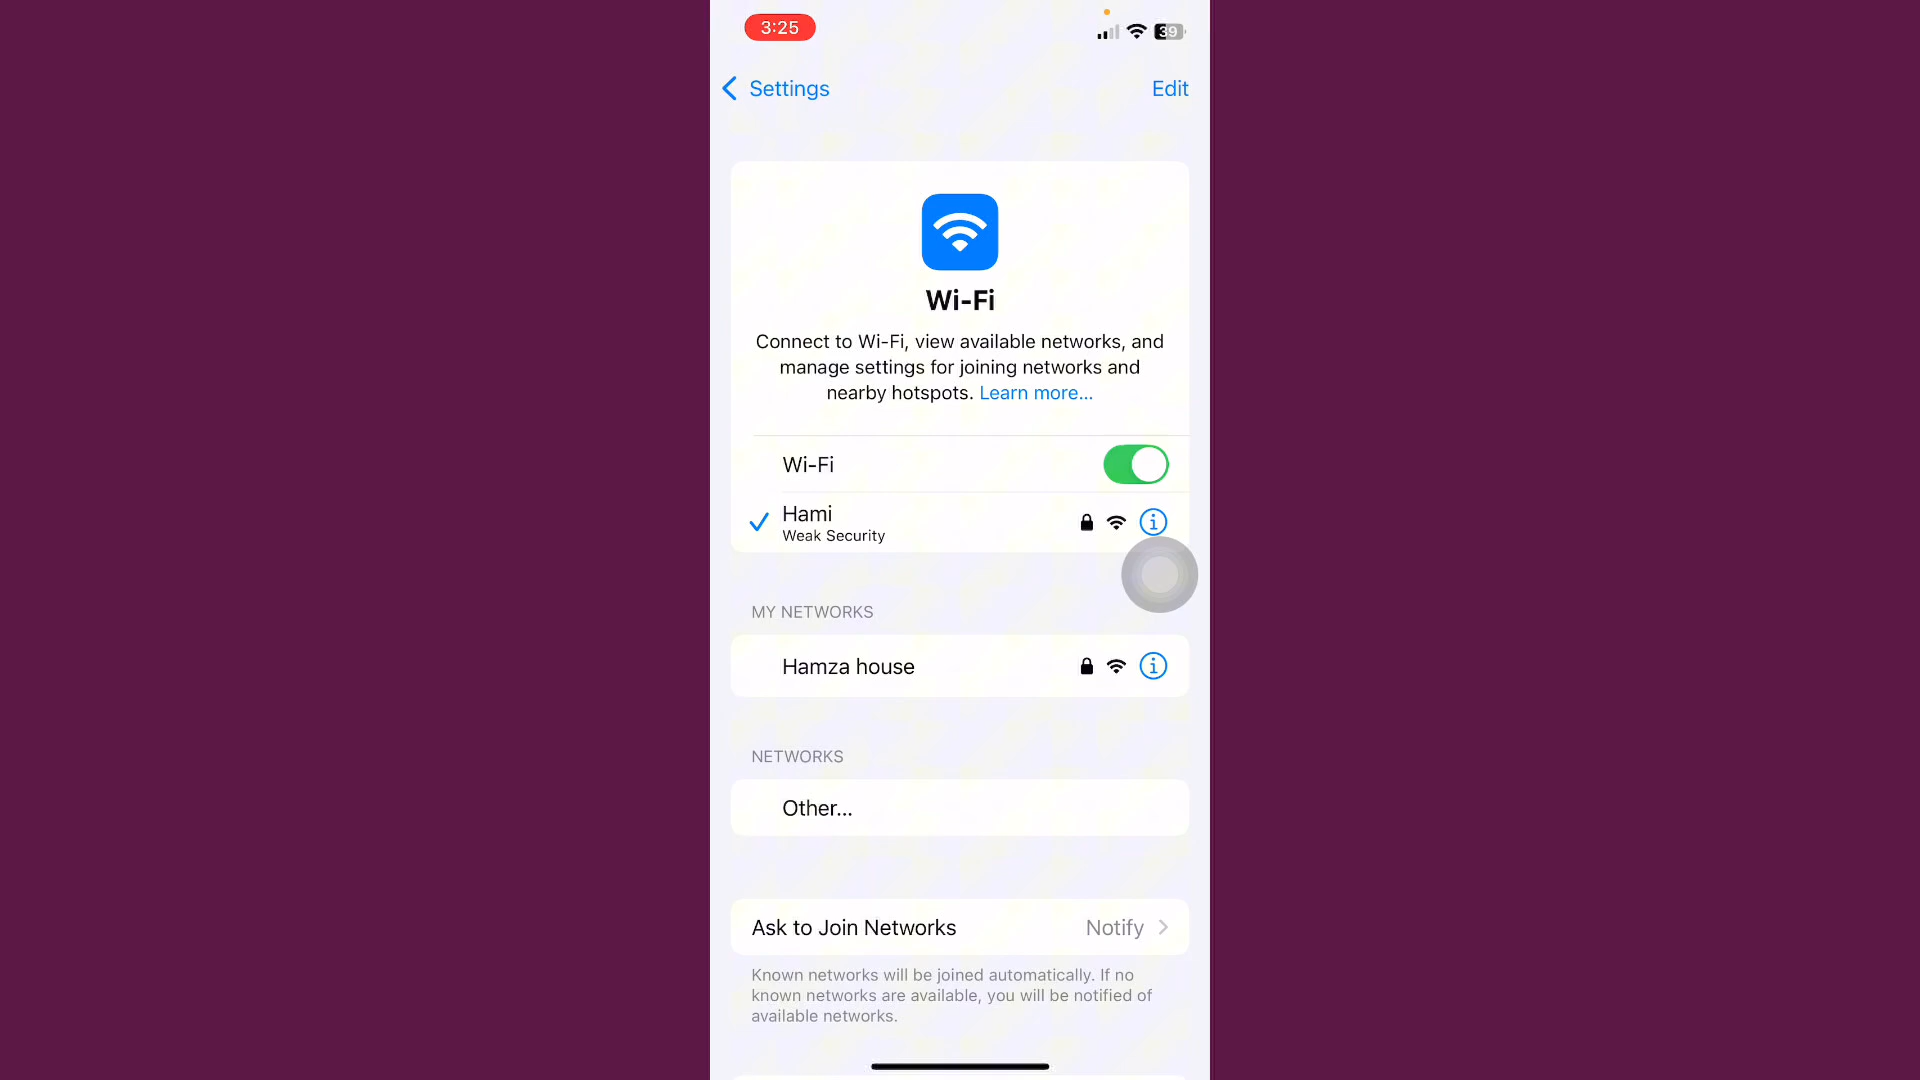 3:25
39
Settings
Edit
Wi-Fi
Connect to Wi-Fi, view available networks, and
manage settings for joining networks and
nearby hotspots. Learn more...
Wi-Fi
Hami
Weak Security
MY NETWORKS
Hamza house
NETWORKS
Other...
Ask to Join Networks Notify
Known networks will be joined automatically. If no
known networks are available, you will be notified of
available networks.